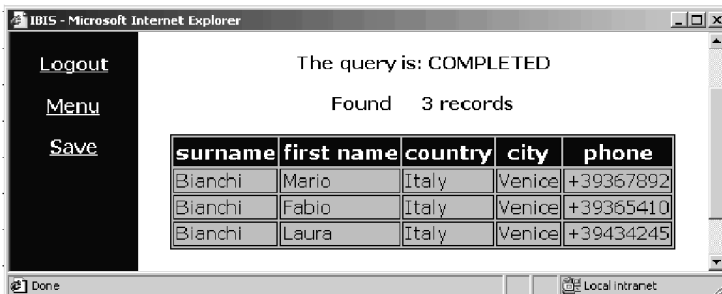 IBIS - Microsoft Internet Explorer
Logout
Menu
Save
The query is: COMPLETED
Found 3 records
surname first name country city phone
Bianchi Mario Italy Venice +39367892
Bianchi Fabio Italy Venice +39365410
Bianchi Laura Italy Venice +39434245
Done
Local intranet